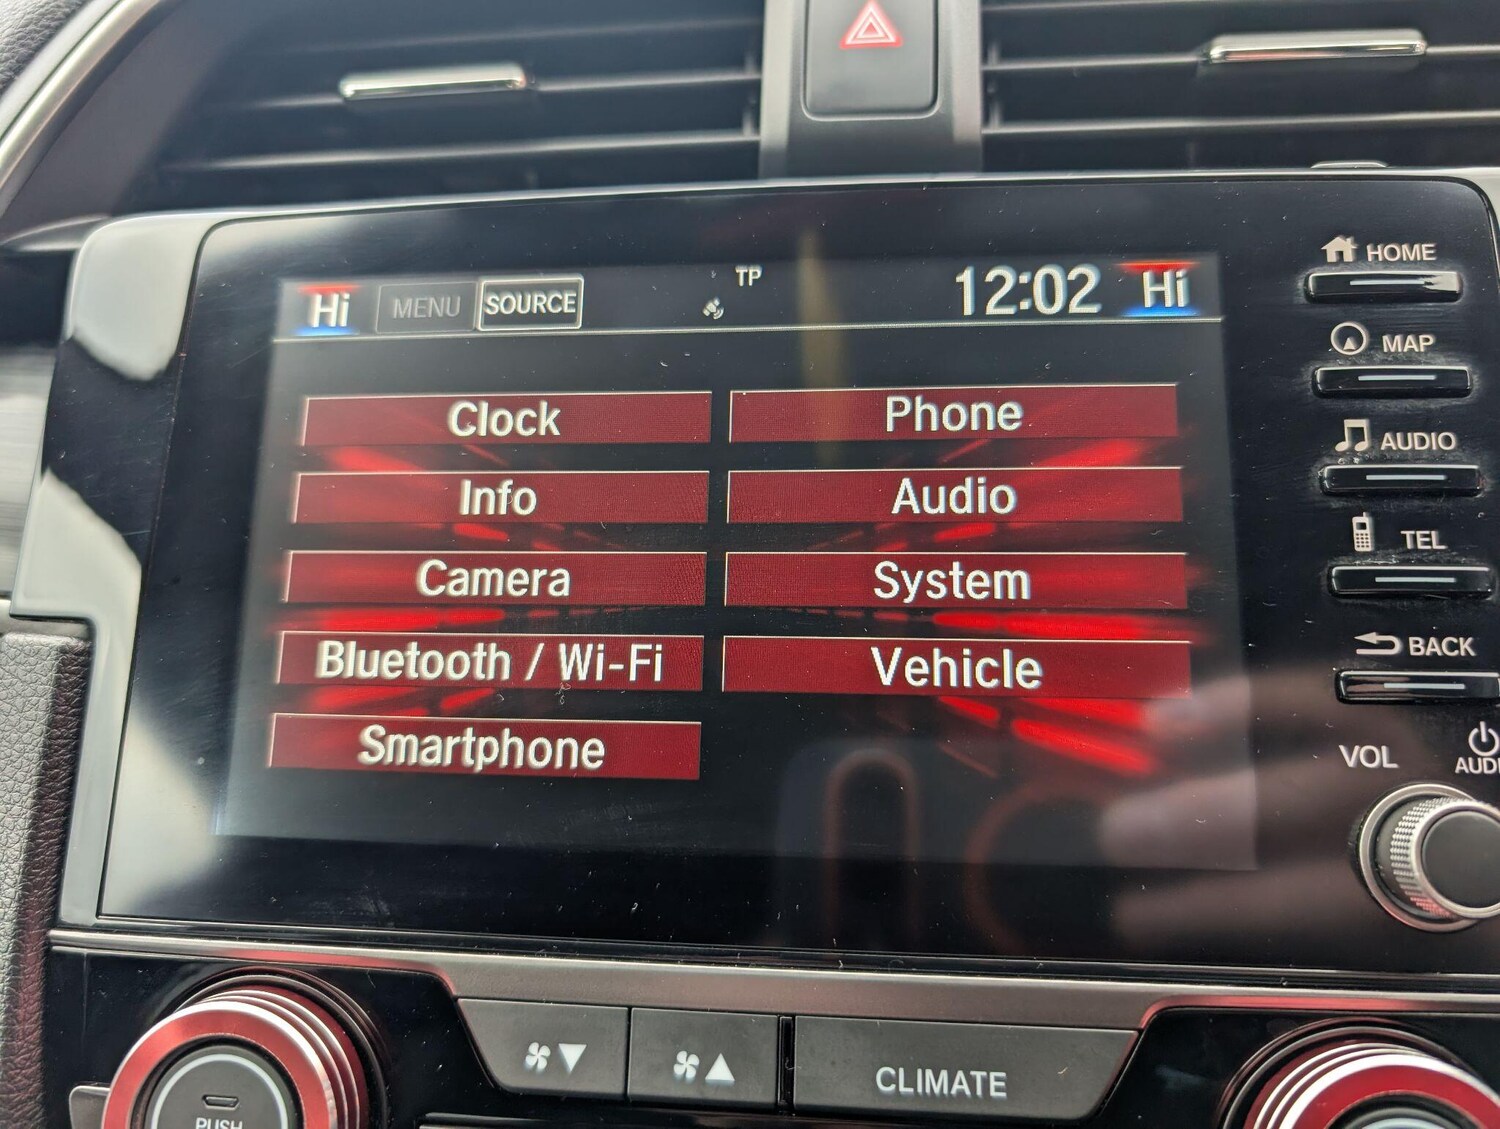 Hi MENU SOURCE TP 12:02 Hi
Clock
Phone
Info
Audio
Camera
System
Bluetooth / Wi-Fi
Vehicle
Smartphone
HOME
MAP
AUDIO
TEL
BACK
VOL
AUDI
CLIMATE
PUSH